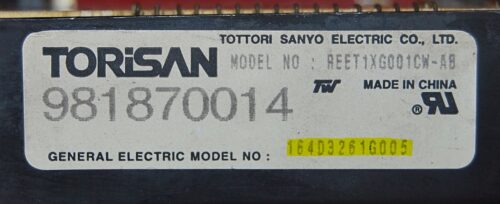 TOTTORI SANYO ELECTRIC CO., LTD.
TORiSAN MODEL NO : REET1XG001CW-AB
981870014 MADE IN CHINA
GENERAL ELECTRIC MODEL NO : 164D3261G005